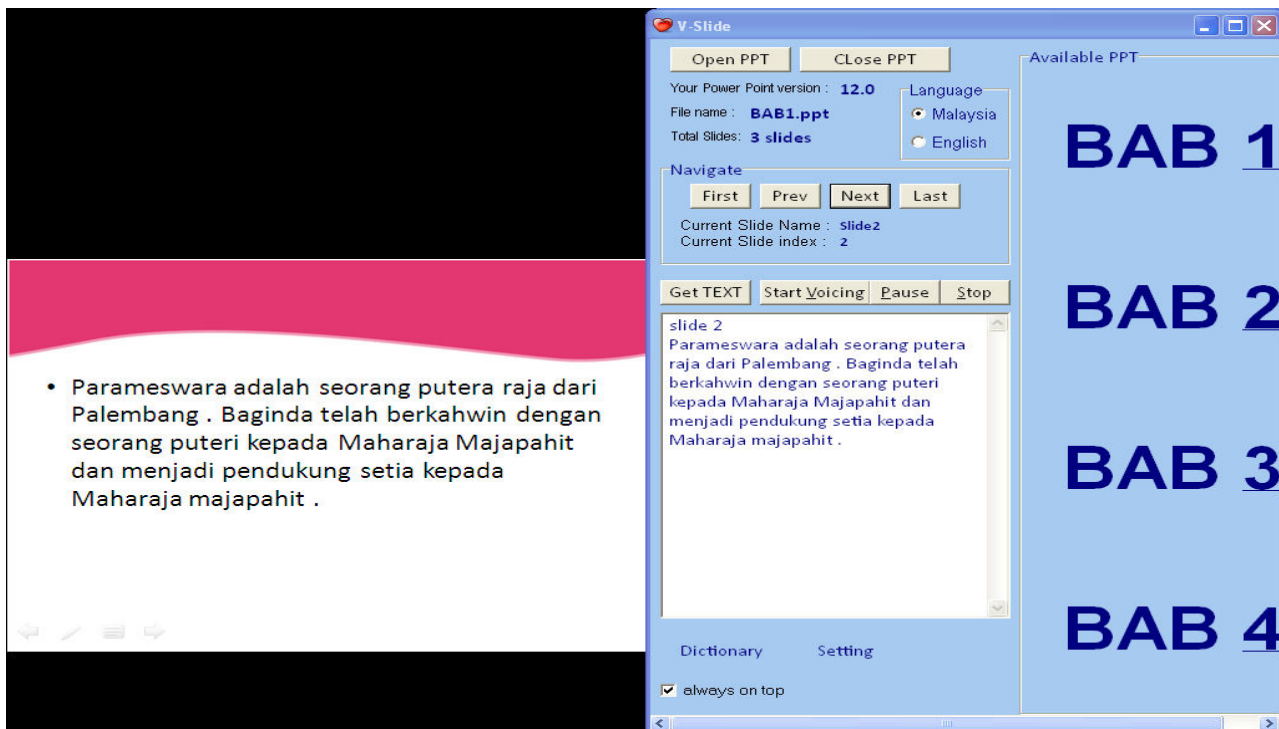 • Parameswara adalah seorang putera raja dari
Palembang . Baginda telah berkahwin dengan
seorang puteri kepada Maharaja Majapahit
dan menjadi pendukung setia kepada
Maharaja majapahit .
V-Slide
Open PPT CLose PPT
Your Power Point version : 12.0
File name : BAB1.ppt
Total Slides: 3 slides
Language
Malaysia
English
Navigate
First Prev Next Last
Current Slide Name : Slide2
Current Slide index : 2
Get TEXT Start Voicing Pause Stop
slide 2
Parameswara adalah seorang putera
raja dari Palembang . Baginda telah
berkahwin dengan seorang puteri
kepada Maharaja Majapahit dan
menjadi pendukung setia kepada
Maharaja majapahit .
Dictionary Setting
always on top
Available PPT
BAB 1
BAB 2
BAB 3
BAB 4